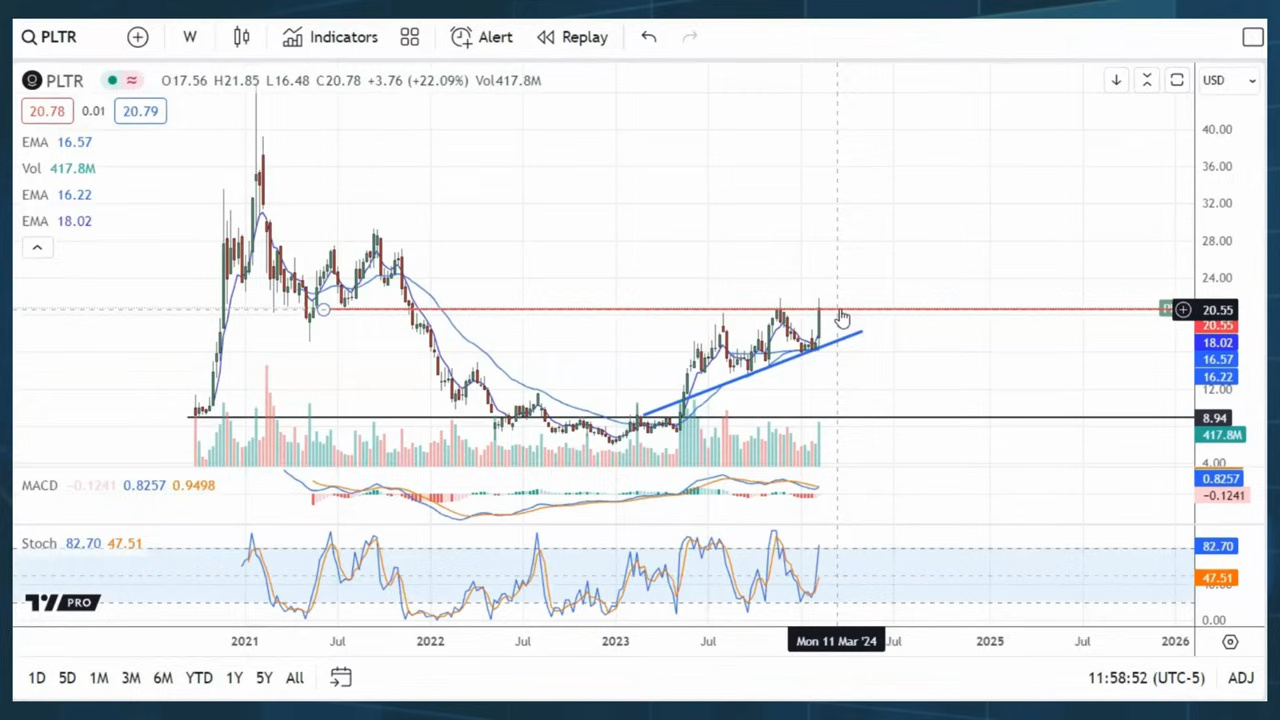 PLTR W Indicators Alert Replay
PLTR O17.56 H21.85 L16.48 C20.78 +3.76 (+22.09%) Vol417.8M USD
20.78 0.01 20.79
EMA 16.57
Vol 417.8M
EMA 16.22
EMA 18.02
40.00
36.00
32.00
28.00
24.00
20.55
20.55
18.02
16.57
16.22
12.00
8.94
417.8M
4.00
MACD −0.1241 0.8257 0.9498
0.8257
−0.1241
Stoch 82.70 47.51
82.70
47.51
0.00
PRO
2021 Jul 2022 Jul 2023 Jul Mon 11 Mar '24 Jul 2025 Jul 2026
1D 5D 1M 3M 6M YTD 1Y 5Y All 11:58:52 (UTC-5) ADJ